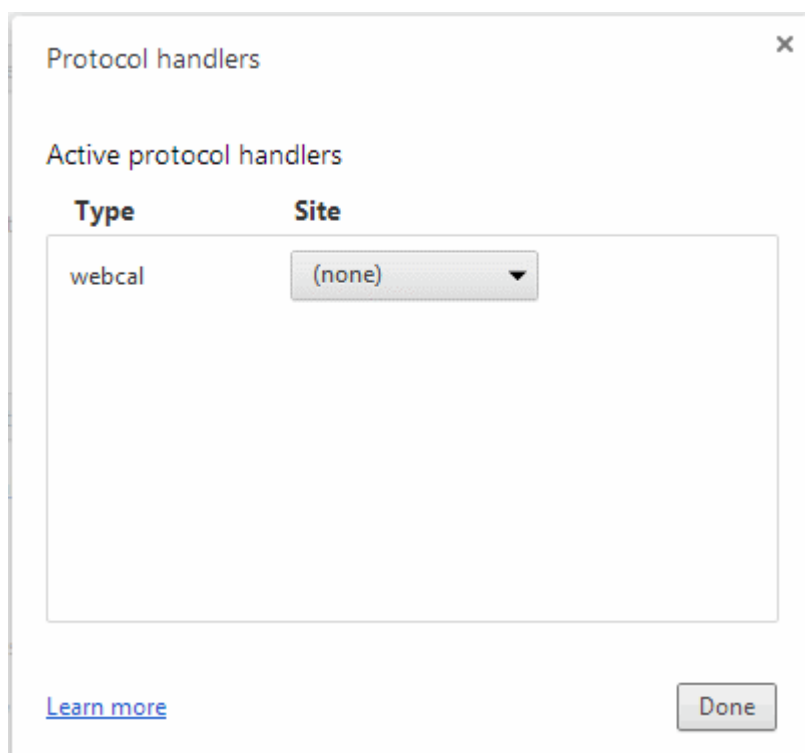 Protocol handlers
Active protocol handlers
Type Site
webcal (none)
Learn more Done